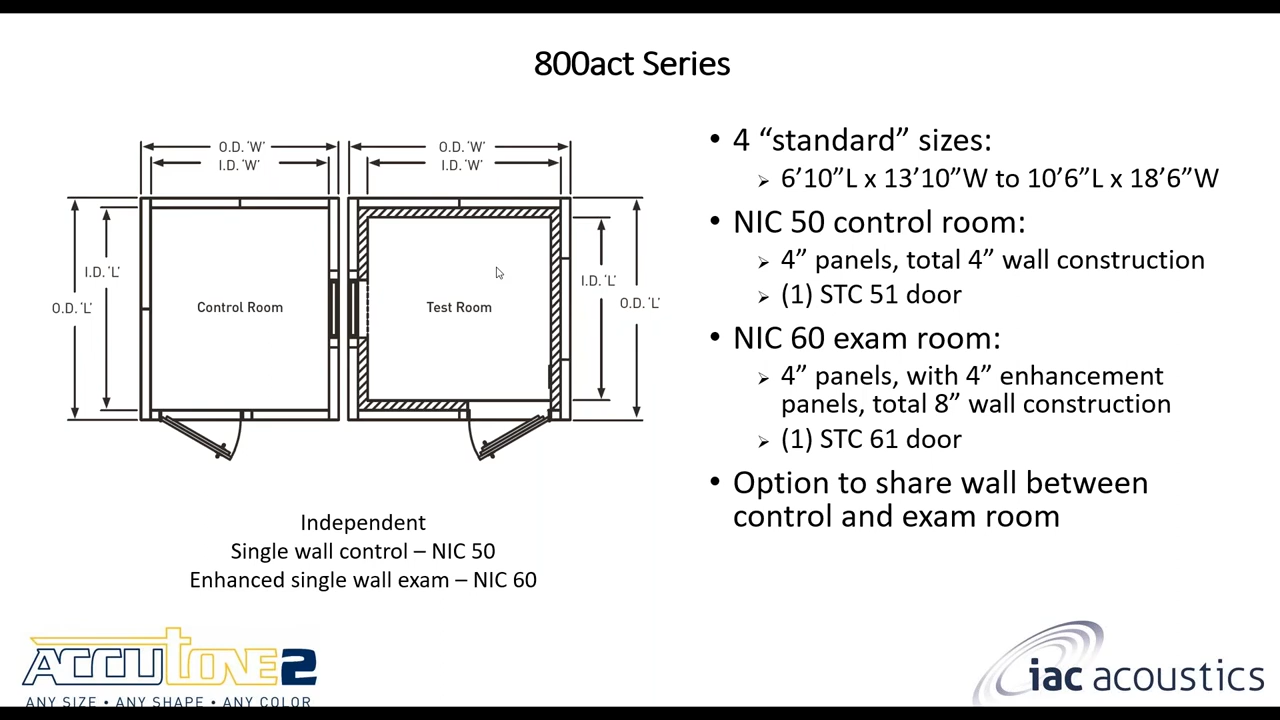 800act Series
O.D. 'W'
I.D. 'W'
O.D. 'W'
I.D. 'W'
I.D. 'L'
O.D. 'L'
Control Room
Test Room
I.D. 'L'
O.D. 'L'
Independent
Single wall control – NIC 50
Enhanced single wall exam – NIC 60
• 4 “standard” sizes:
➢ 6’10”L x 13’10”W to 10’6”L x 18’6”W
• NIC 50 control room:
➢ 4” panels, total 4” wall construction
➢ (1) STC 51 door
• NIC 60 exam room:
➢ 4” panels, with 4” enhancement
panels, total 8” wall construction
➢ (1) STC 61 door
• Option to share wall between
control and exam room
ACCUTONE2
ANY SIZE • ANY SHAPE • ANY COLOR
iac acoustics